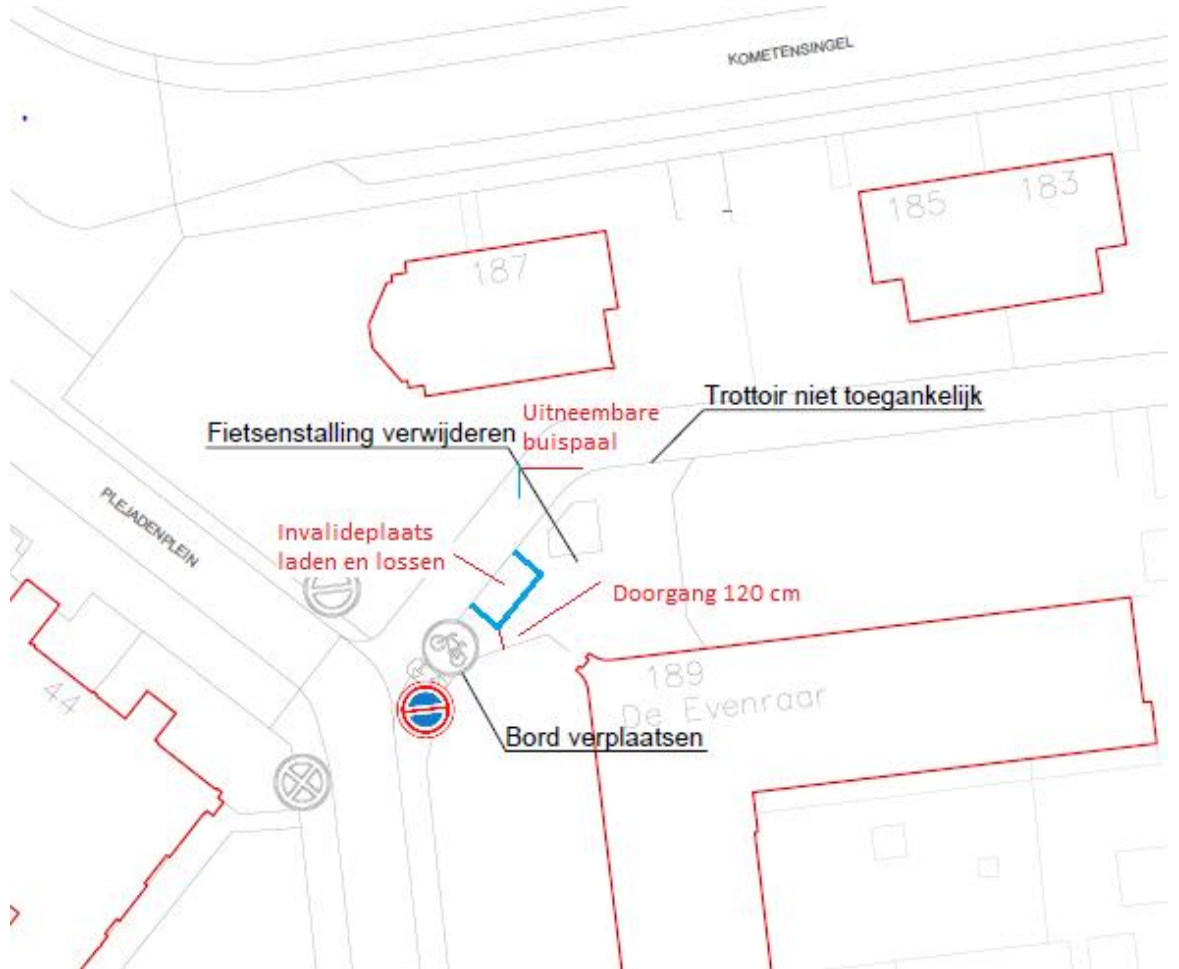 KOMETENSINGEL
185
183
187
Trottoir niet toegankelijk
Uitneembare
buispaal
Fietsenstalling verwijderen
PLEJADENPLEIN
Invalideplaats
laden en lossen
Doorgang 120 cm
189
De Evenraar
44
Bord verplaatsen